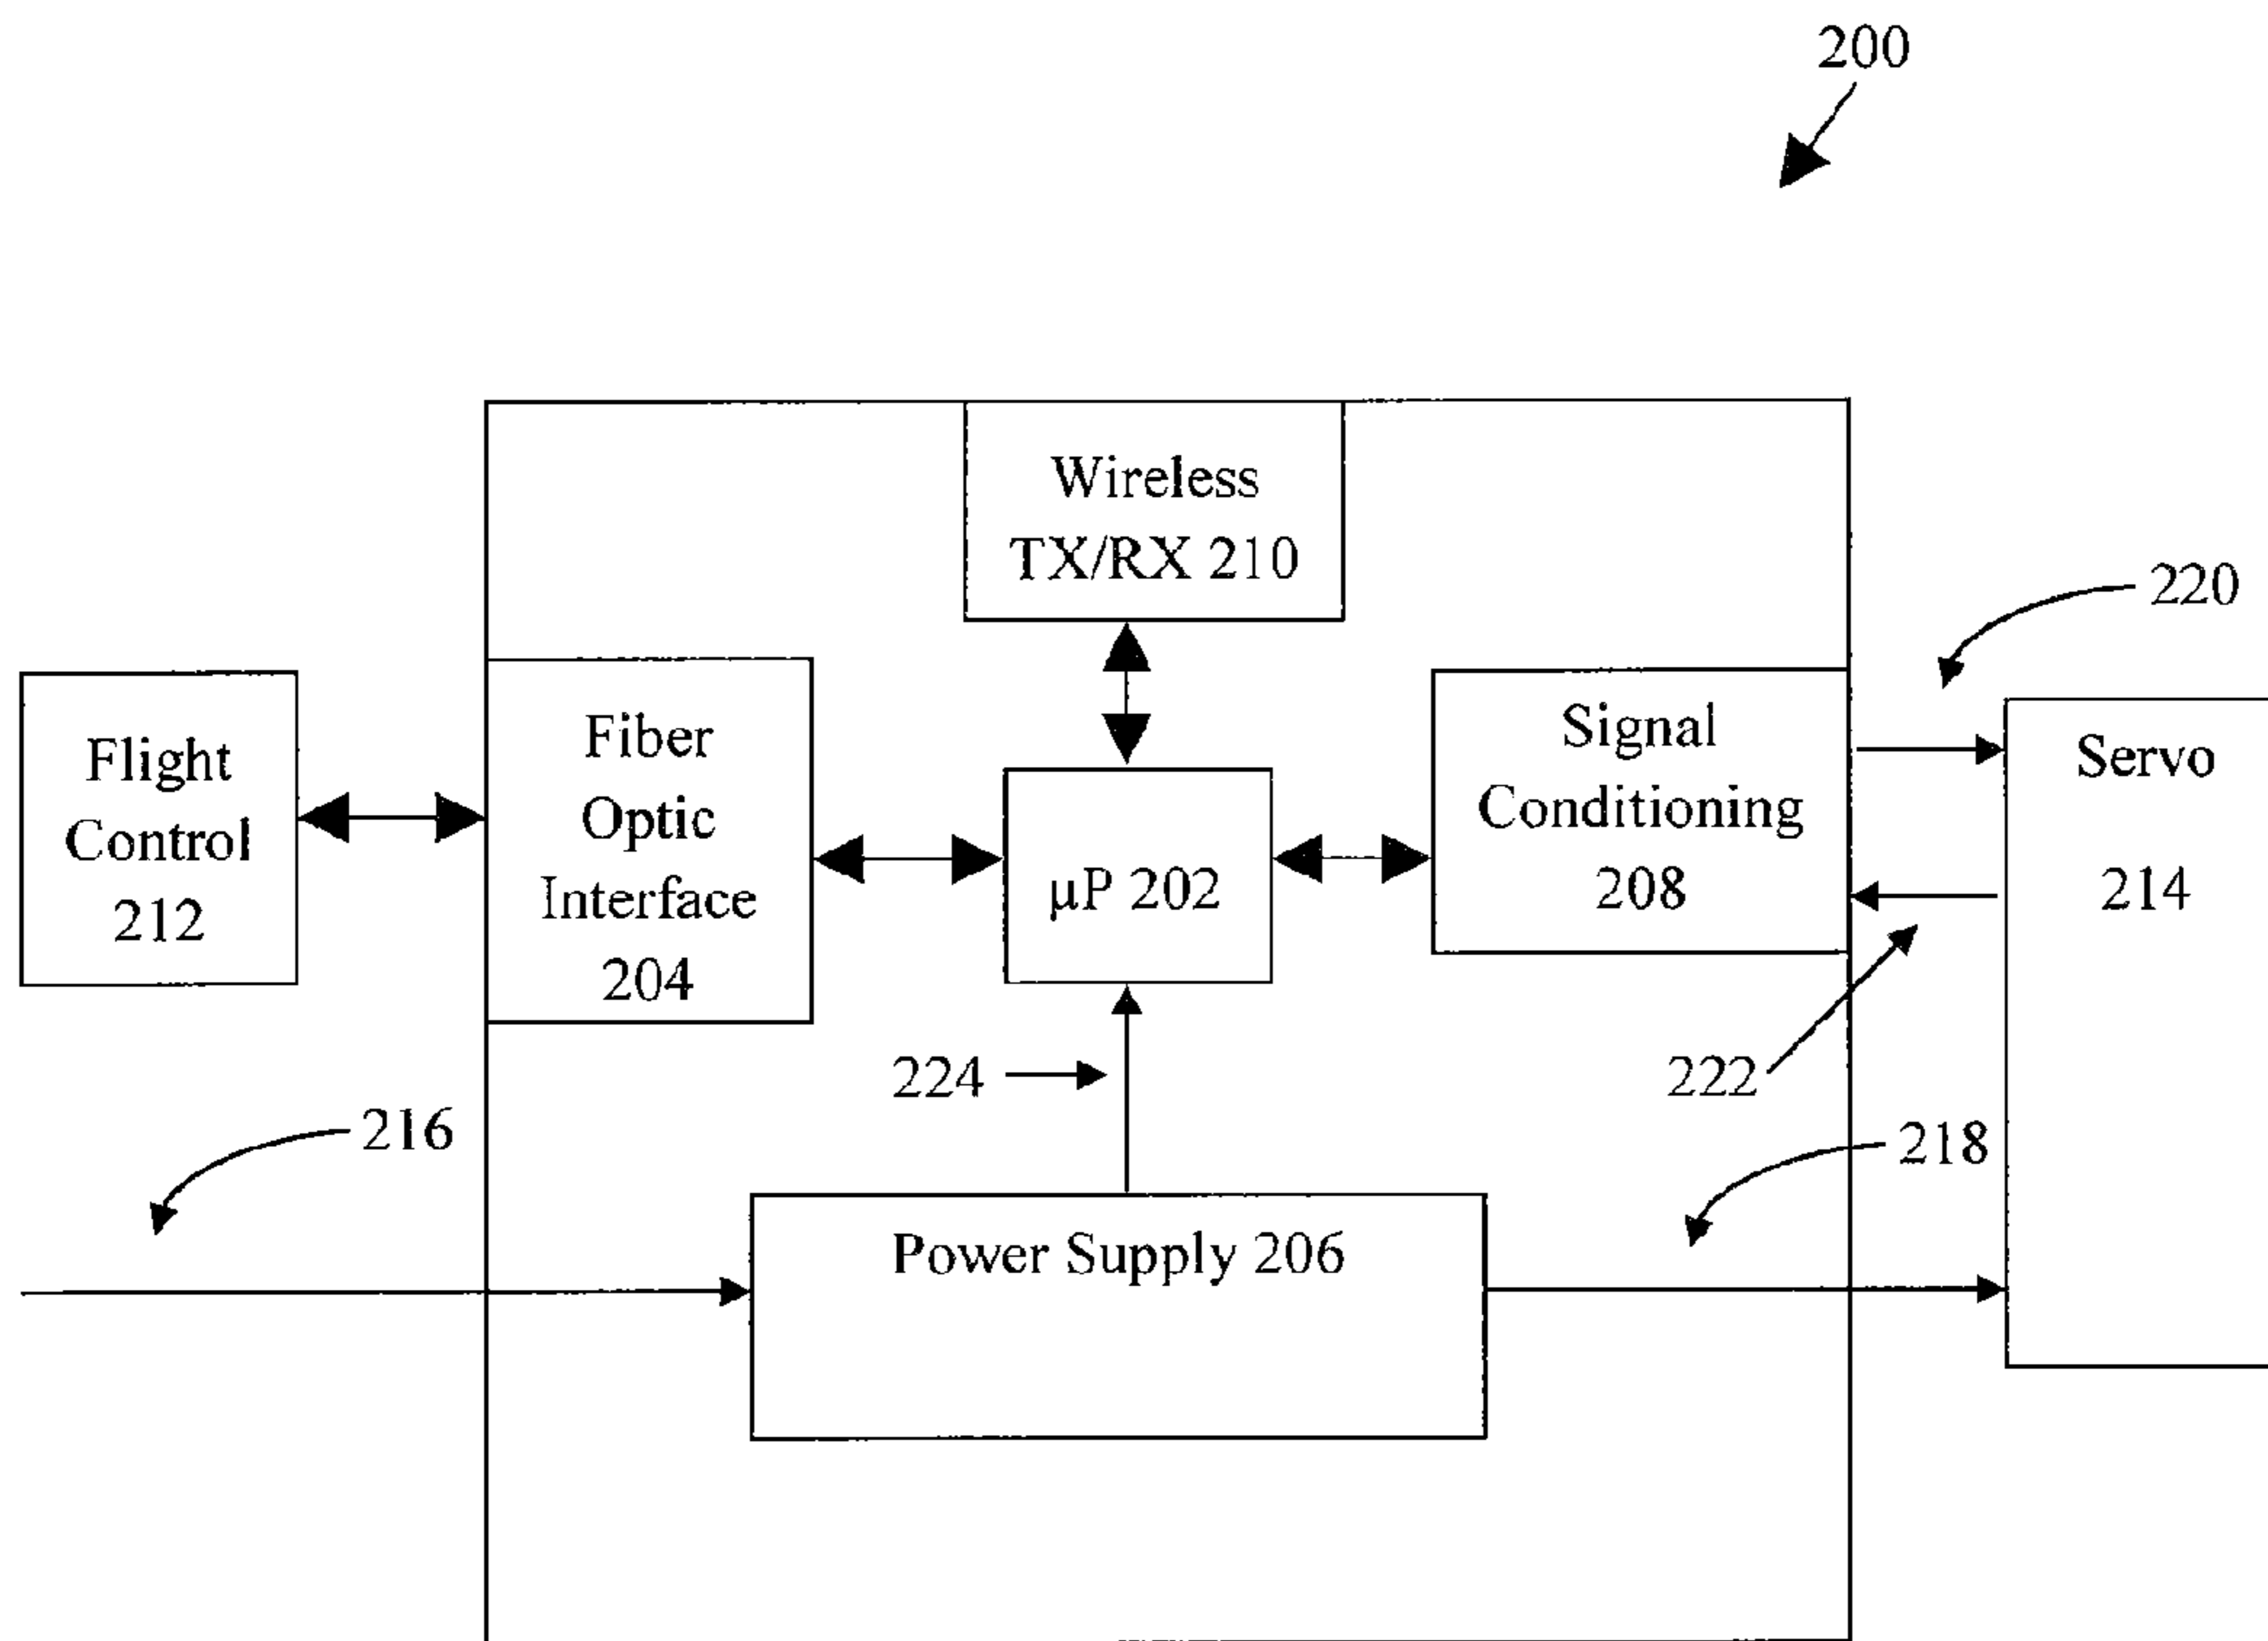 200
Wireless
TX/RX 210
220
Flight
Control
212
Fiber
Optic
Interface
204
µP 202
Signal
Conditioning
208
Servo
214
224
222
216
218
Power Supply 206